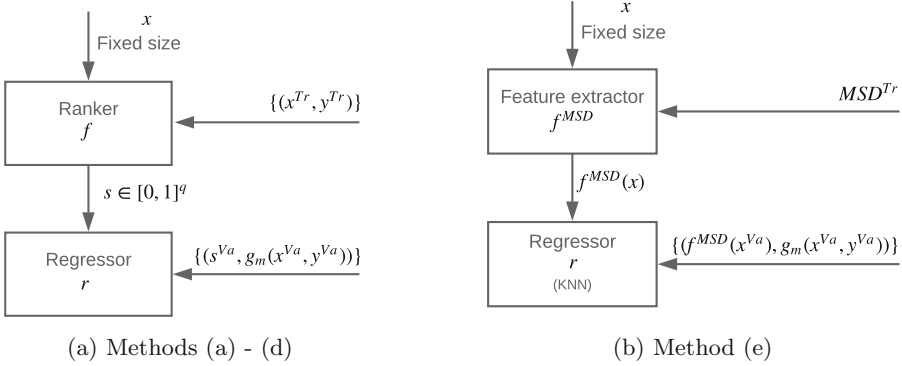 x
Fixed size
Ranker
f
{(x^{Tr}, y^{Tr})}
s ∈ [0, 1]^q
Regressor
r
{(s^{Va}, g_m(x^{Va}, y^{Va}))}
(a) Methods (a) - (d)
x
Fixed size
Feature extractor
f^{MSD}
MSD^{Tr}
f^{MSD}(x)
Regressor
r
(KNN)
{(f^{MSD}(x^{Va}), g_m(x^{Va}, y^{Va}))}
(b) Method (e)